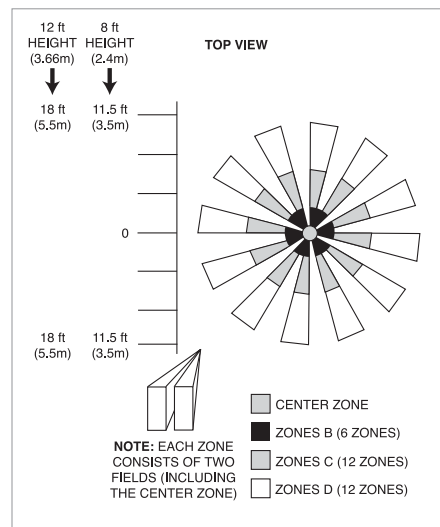 12 ft 8 ft
HEIGHT HEIGHT
(3.66m) (2.4m)
TOP VIEW
18 ft 11.5 ft
(5.5m) (3.5m)
0
18 ft 11.5 ft
(5.5m) (3.5m)
NOTE: EACH ZONE
CONSISTS OF TWO
FIELDS (INCLUDING
THE CENTER ZONE)
CENTER ZONE
ZONES B (6 ZONES)
ZONES C (12 ZONES)
ZONES D (12 ZONES)